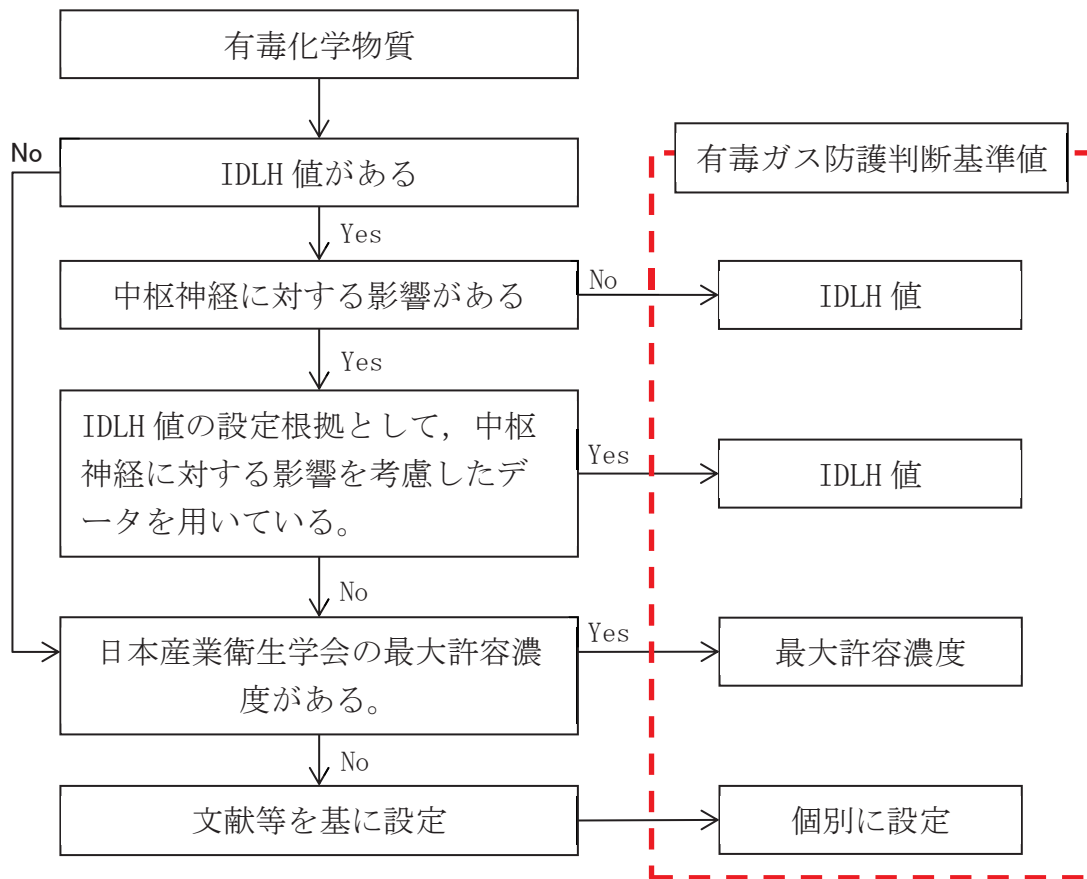 有毒化学物質
No
IDLH 値がある
有毒ガス防護判断基準値
Yes
中枢神経に対する影響がある
No
IDLH 値
Yes
IDLH 値の設定根拠として，中枢
神経に対する影響を考慮したデ
ータを用いている。
Yes
IDLH 値
No
日本産業衛生学会の最大許容濃
度がある。
Yes
最大許容濃度
No
文献等を基に設定
個別に設定